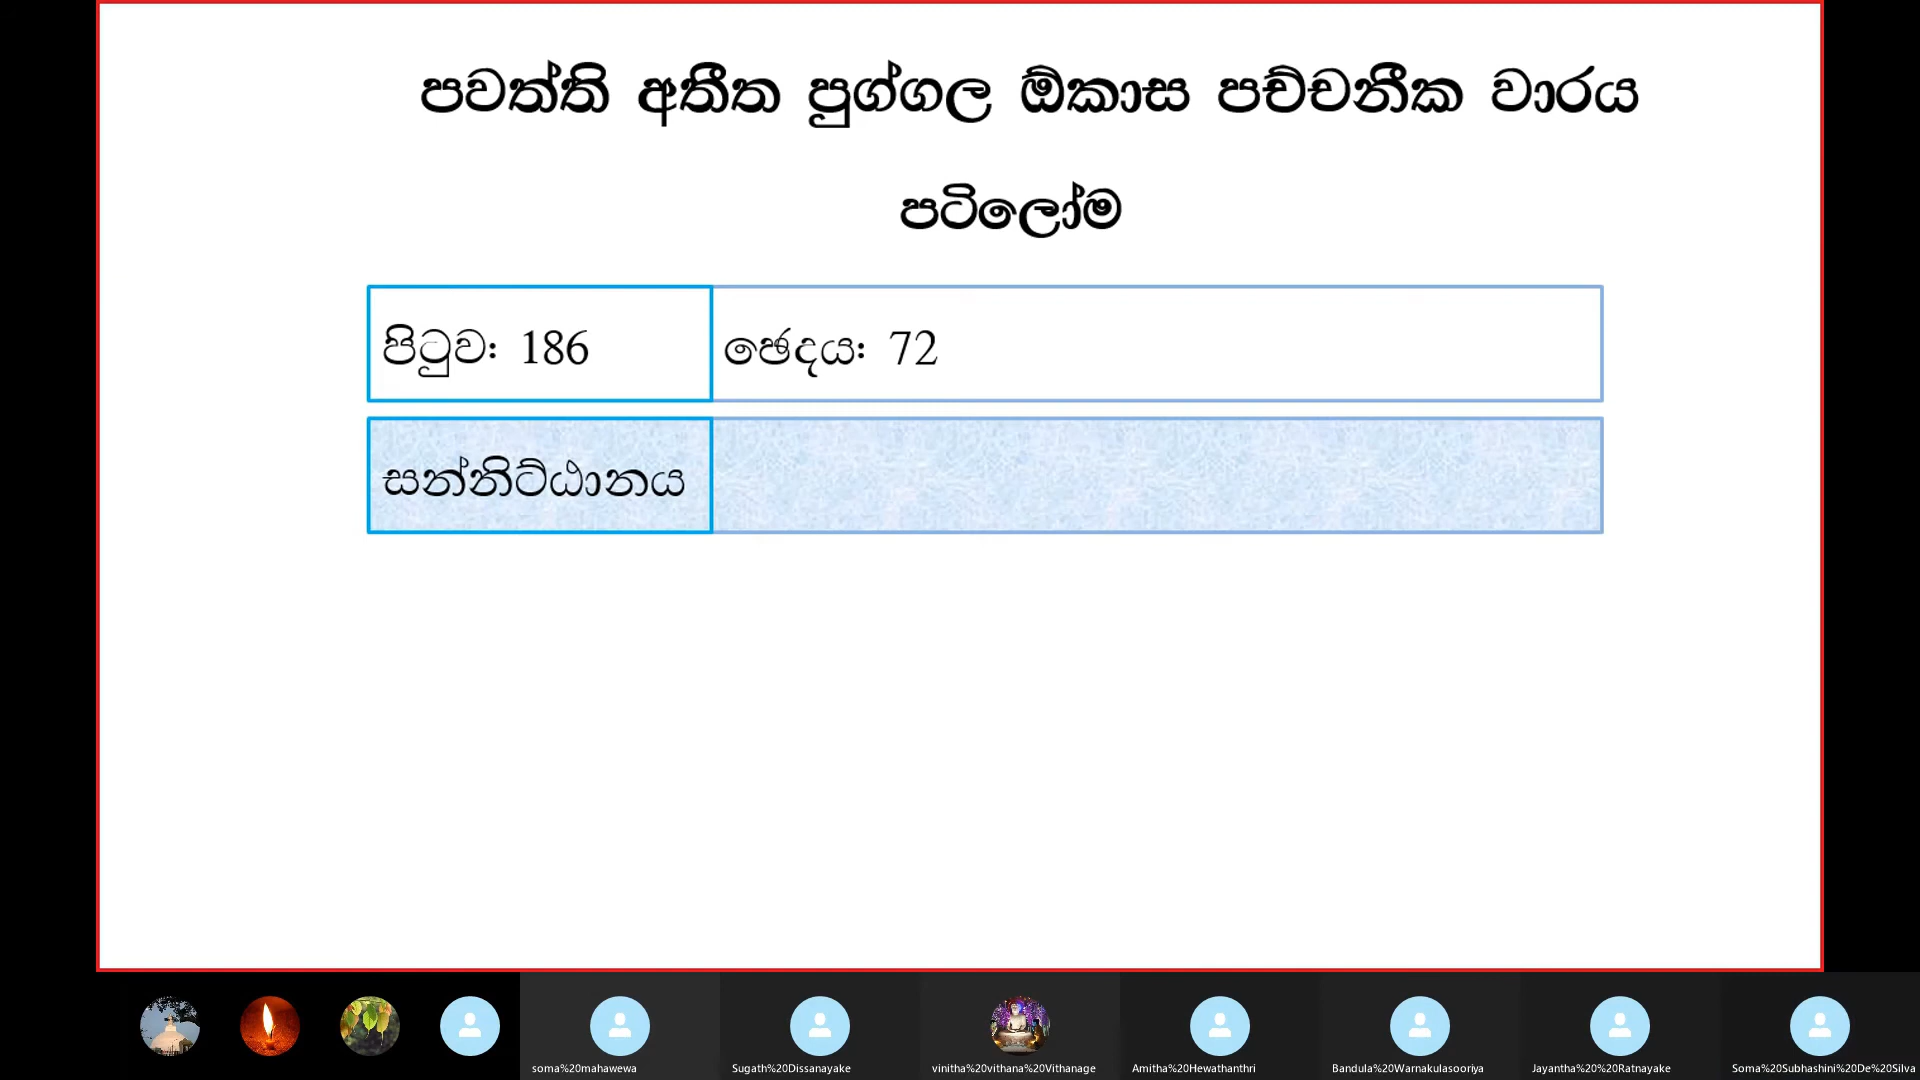 පවත්ති අතීත පුග්ගල ඕකාස පච්චනීක වාරය
පටිලෝම
පිටුව: 186
ඡෙදය: 72
සන්නිට්ඨානය
soma%20mahawewa
Sugath%20Dissanayake
vinitha%20vithana%20Vithanage
Amitha%20Hewathanthri
Bandula%20Warnakulasooriya
Jayantha%20%20Ratnayake
Soma%20Subhashini%20De%20Silva